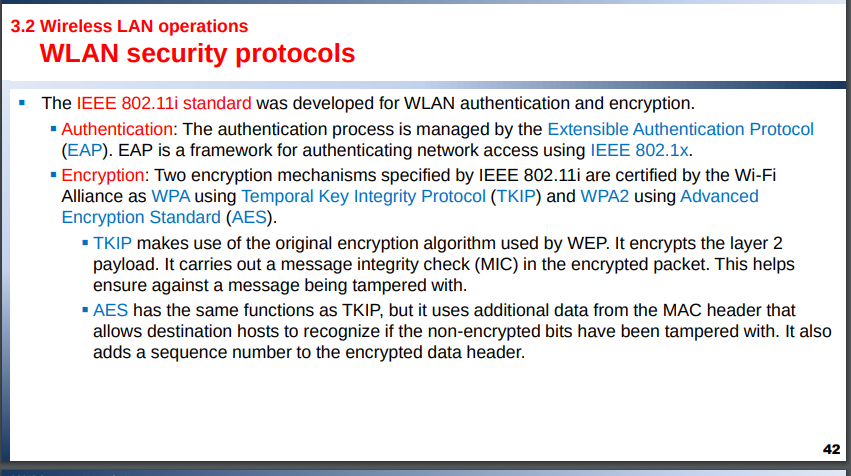 3.2 Wireless LAN operations
WLAN security protocols
▪ The IEEE 802.11i standard was developed for WLAN authentication and encryption.
▪ Authentication: The authentication process is managed by the Extensible Authentication Protocol
(EAP). EAP is a framework for authenticating network access using IEEE 802.1x.
▪ Encryption: Two encryption mechanisms specified by IEEE 802.11i are certified by the Wi-Fi
Alliance as WPA using Temporal Key Integrity Protocol (TKIP) and WPA2 using Advanced
Encryption Standard (AES).
▪ TKIP makes use of the original encryption algorithm used by WEP. It encrypts the layer 2
payload. It carries out a message integrity check (MIC) in the encrypted packet. This helps
ensure against a message being tampered with.
▪ AES has the same functions as TKIP, but it uses additional data from the MAC header that
allows destination hosts to recognize if the non-encrypted bits have been tampered with. It also
adds a sequence number to the encrypted data header.
42